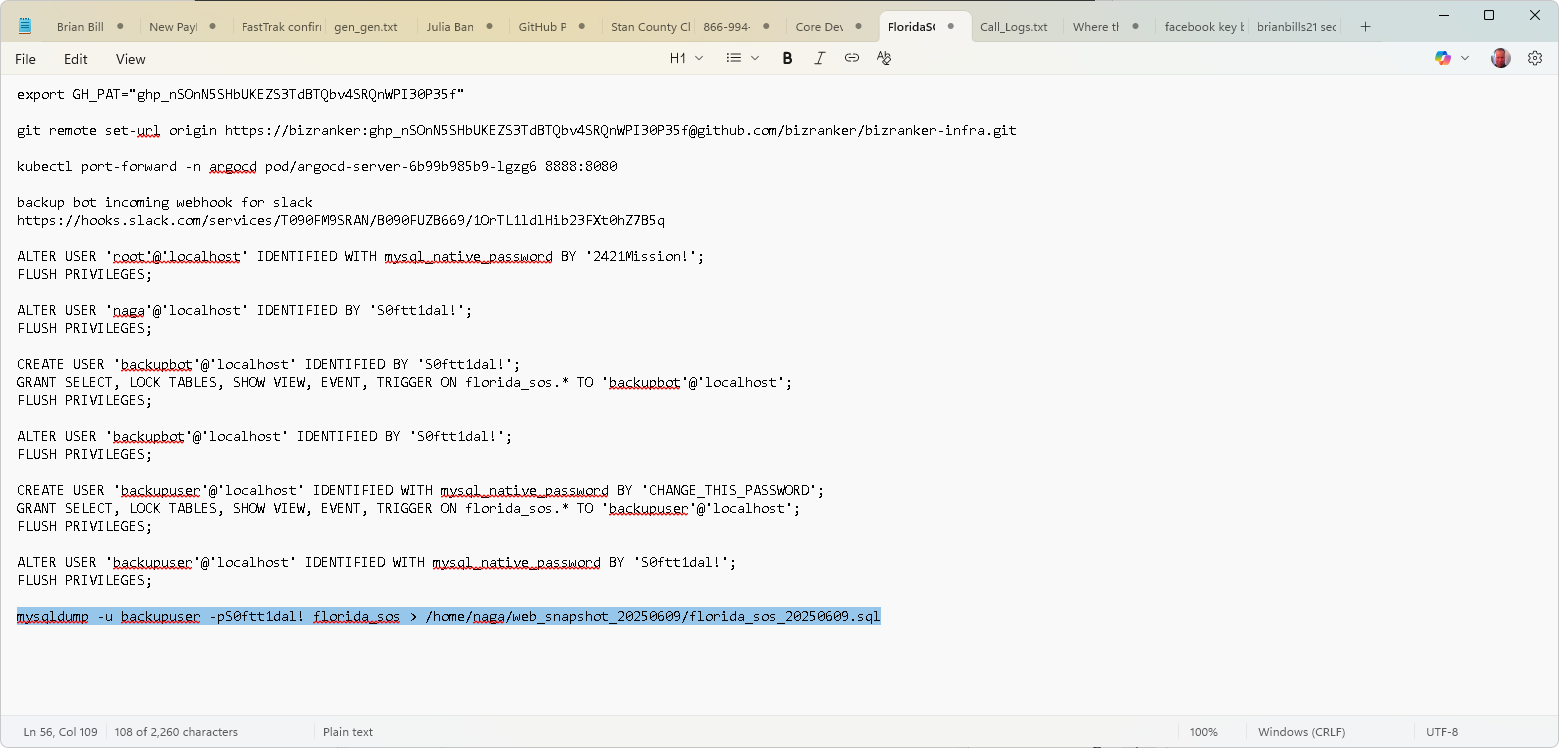 Brian Bill
New Payl
FastTrak confir
gen_gen.txt
Julia Ban
GitHub P
Stan County Cl
866-994-
Core Dev
FloridaSO
Call_Logs.txt
Where th
facebook key b
brianbills21 sec
File Edit View
H1
export GH_PAT="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"
git remote set-url origin https://bizranker: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@github.com/bizranker/bizranker-infra.git
kubectl port-forward -n argocd pod/argocd-server-6b99b985b9-lgzg6 8888:8080
backup bot incoming webhook for slack
https://hooks.slack.com/services/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
ALTER USER 'root'@'localhost' IDENTIFIED WITH mysql_native_password BY '2421Mission!';
FLUSH PRIVILEGES;
ALTER USER 'naga'@'localhost' IDENTIFIED BY 'S0ftt1dal!';
FLUSH PRIVILEGES;
CREATE USER 'backupbot'@'localhost' IDENTIFIED BY 'S0ftt1dal!';
GRANT SELECT, LOCK TABLES, SHOW VIEW, EVENT, TRIGGER ON florida_sos.* TO 'backupbot'@'localhost';
FLUSH PRIVILEGES;
ALTER USER 'backupbot'@'localhost' IDENTIFIED BY 'S0ftt1dal!';
FLUSH PRIVILEGES;
CREATE USER 'backupuser'@'localhost' IDENTIFIED WITH mysql_native_password BY 'CHANGE_THIS_PASSWORD';
GRANT SELECT, LOCK TABLES, SHOW VIEW, EVENT, TRIGGER ON florida_sos.* TO 'backupuser'@'localhost';
FLUSH PRIVILEGES;
ALTER USER 'backupuser'@'localhost' IDENTIFIED WITH mysql_native_password BY 'S0ftt1dal!';
FLUSH PRIVILEGES;
mysqldump -u backupuser -pS0ftt1dal! florida_sos > /home/naga/web_snapshot_20250609/florida_sos_20250609.sql
Ln 56, Col 109
108 of 2,260 characters
Plain text
100%
Windows (CRLF)
UTF-8